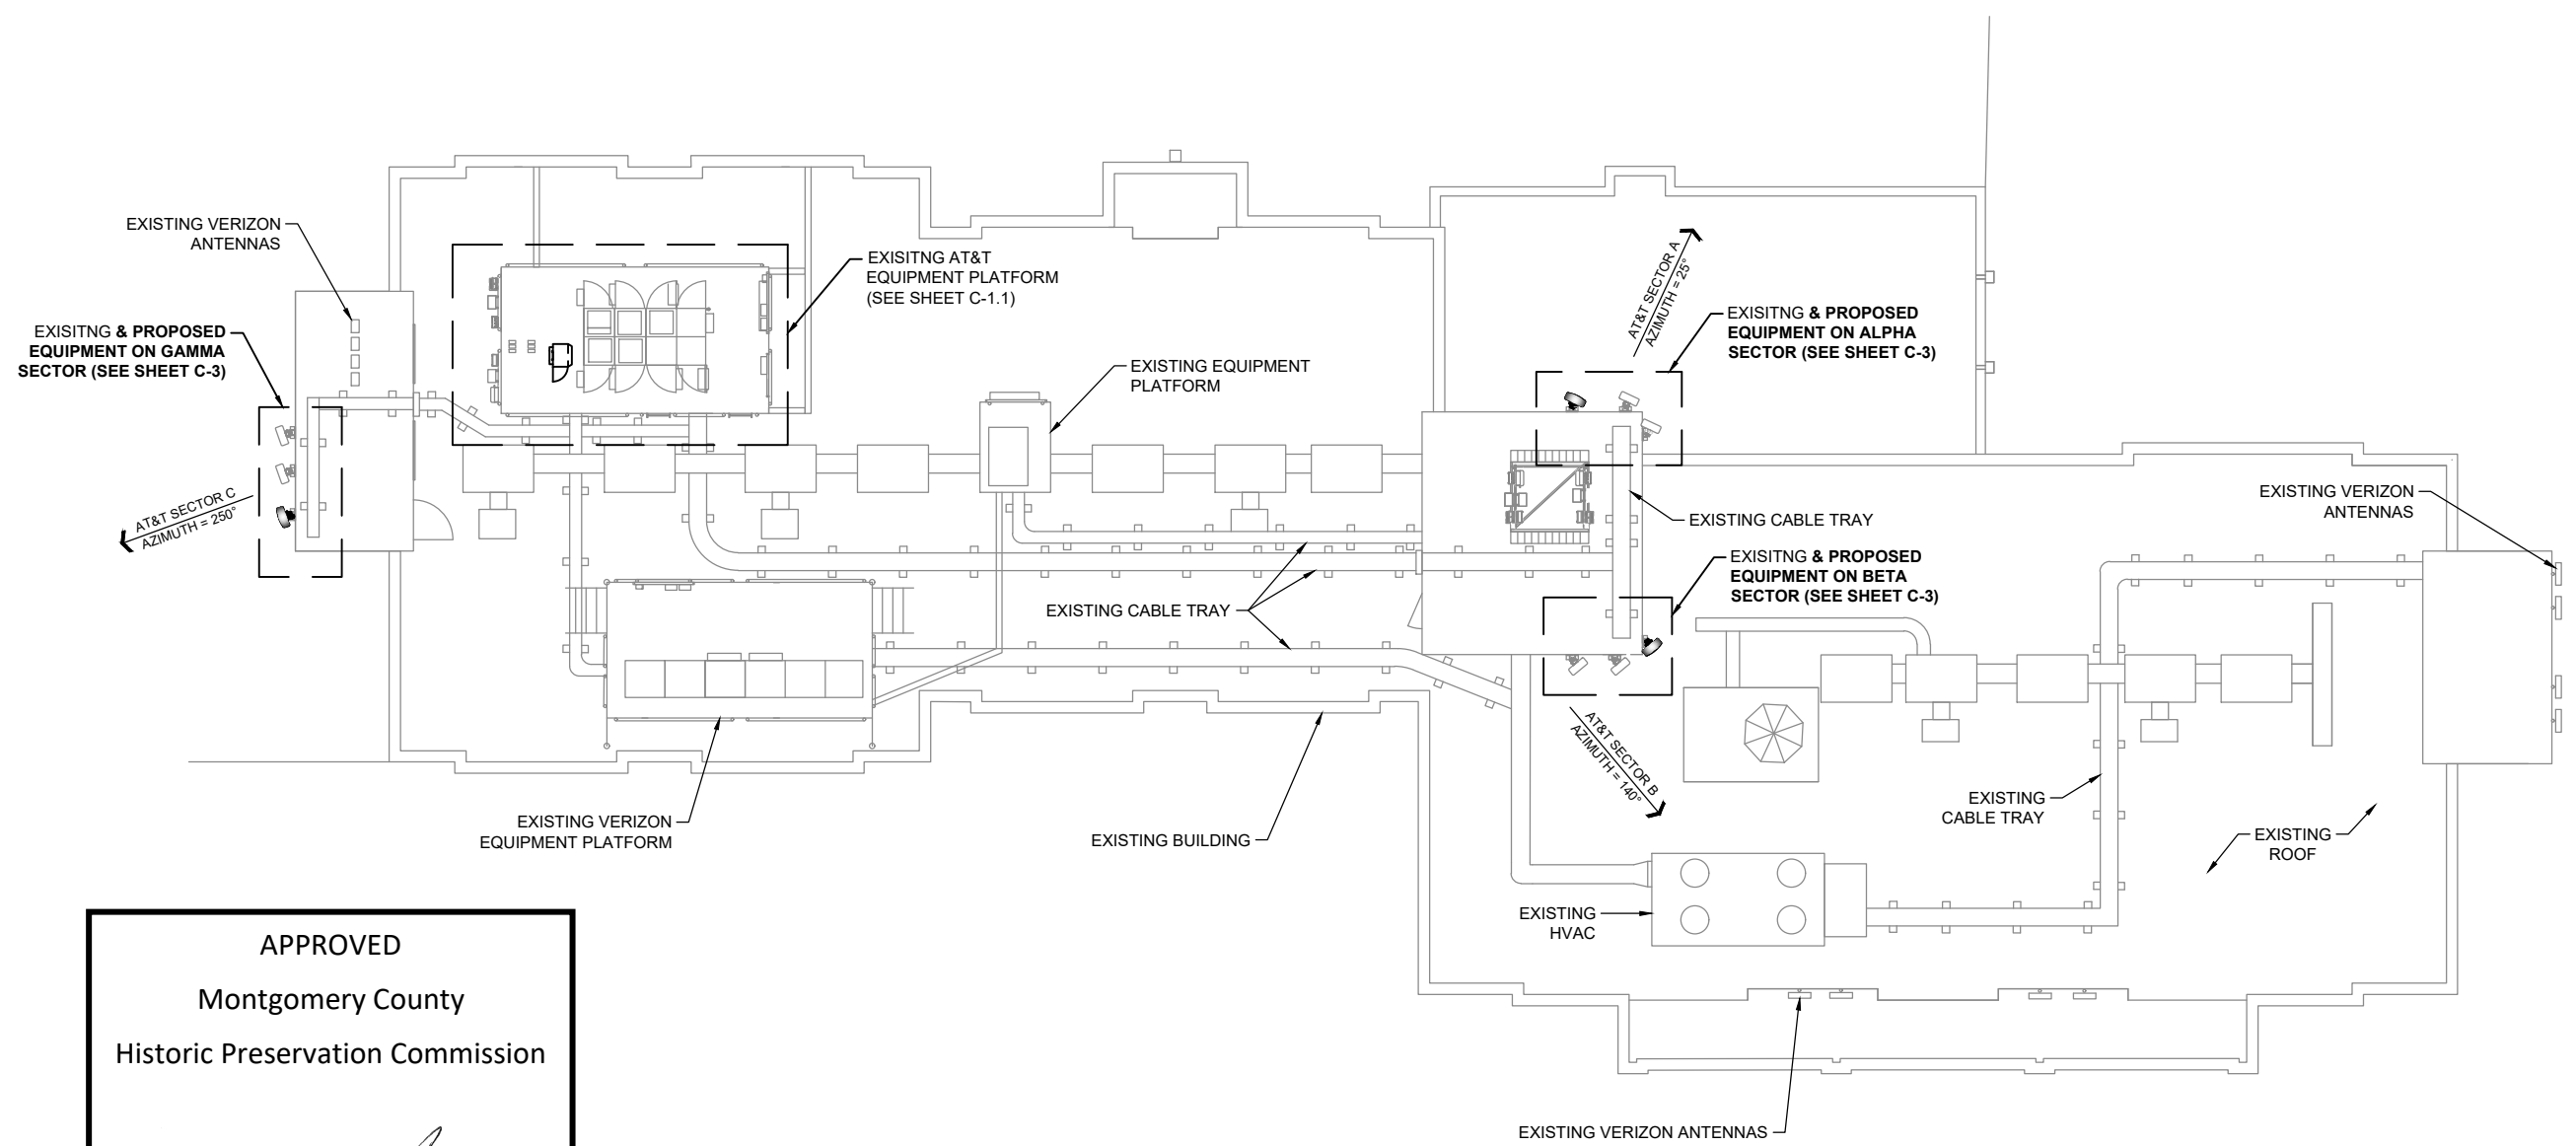 EXISTING VERIZON
ANTENNAS
EXISITNG & PROPOSED
EQUIPMENT ON GAMMA
SECTOR (SEE SHEET C-3)
AT&T SECTOR C
AZIMUTH = 250°
EXISITNG AT&T
EQUIPMENT PLATFORM
(SEE SHEET C-1.1)
EXISTING EQUIPMENT
PLATFORM
AT&T SECTOR A
AZIMUTH = 25°
EXISITNG & PROPOSED
EQUIPMENT ON ALPHA
SECTOR (SEE SHEET C-3)
EXISTING CABLE TRAY
EXISTING VERIZON
ANTENNAS
EXISITNG & PROPOSED
EQUIPMENT ON BETA
SECTOR (SEE SHEET C-3)
EXISTING CABLE TRAY
AT&T SECTOR B
AZIMUTH = 140°
EXISTING VERIZON
EQUIPMENT PLATFORM
EXISTING BUILDING
EXISTING
CABLE TRAY
EXISTING
ROOF
EXISTING
HVAC
EXISTING VERIZON ANTENNAS
APPROVED
Montgomery County
Historic Preservation Commission